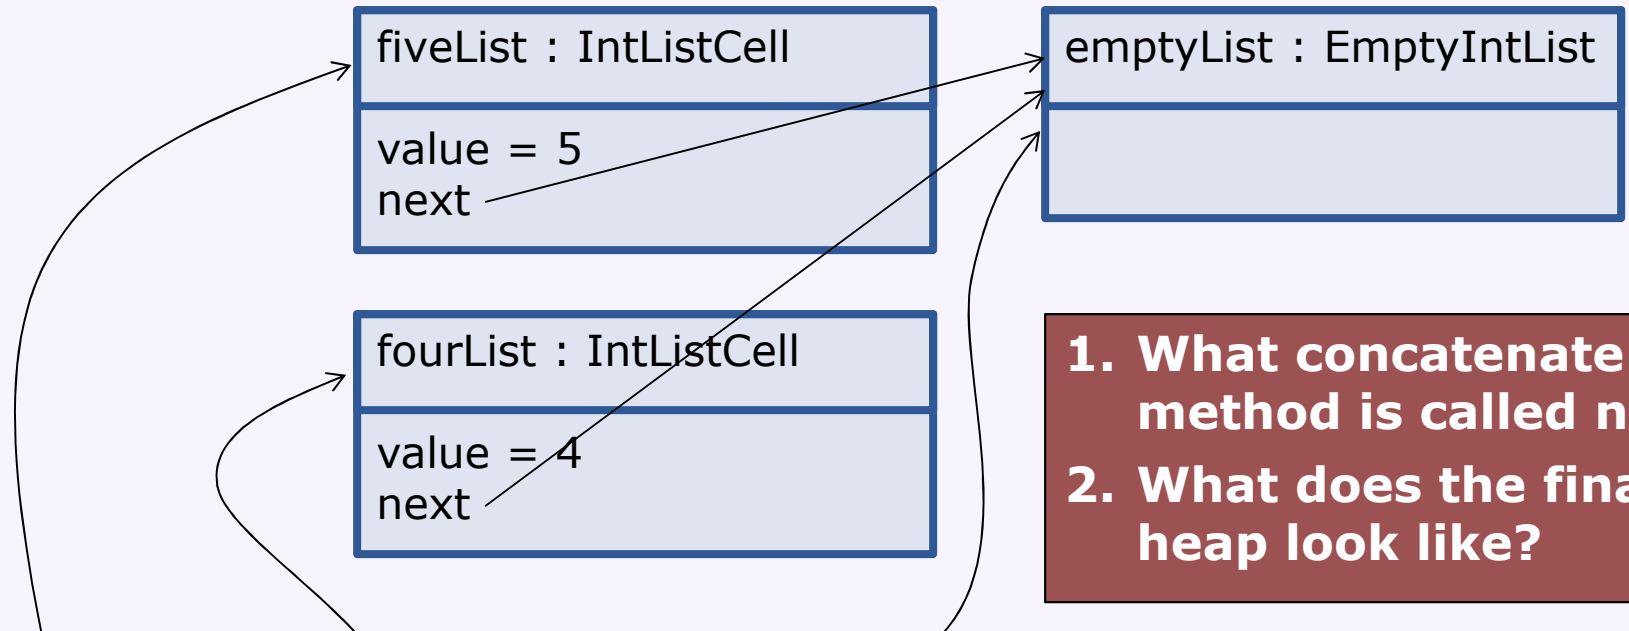 fiveList : IntListCell
value = 5
next
emptyList : EmptyIntList
fourList : IntListCell
value = 4
next
1. What concatenate
method is called
2. What does the
heap look like?